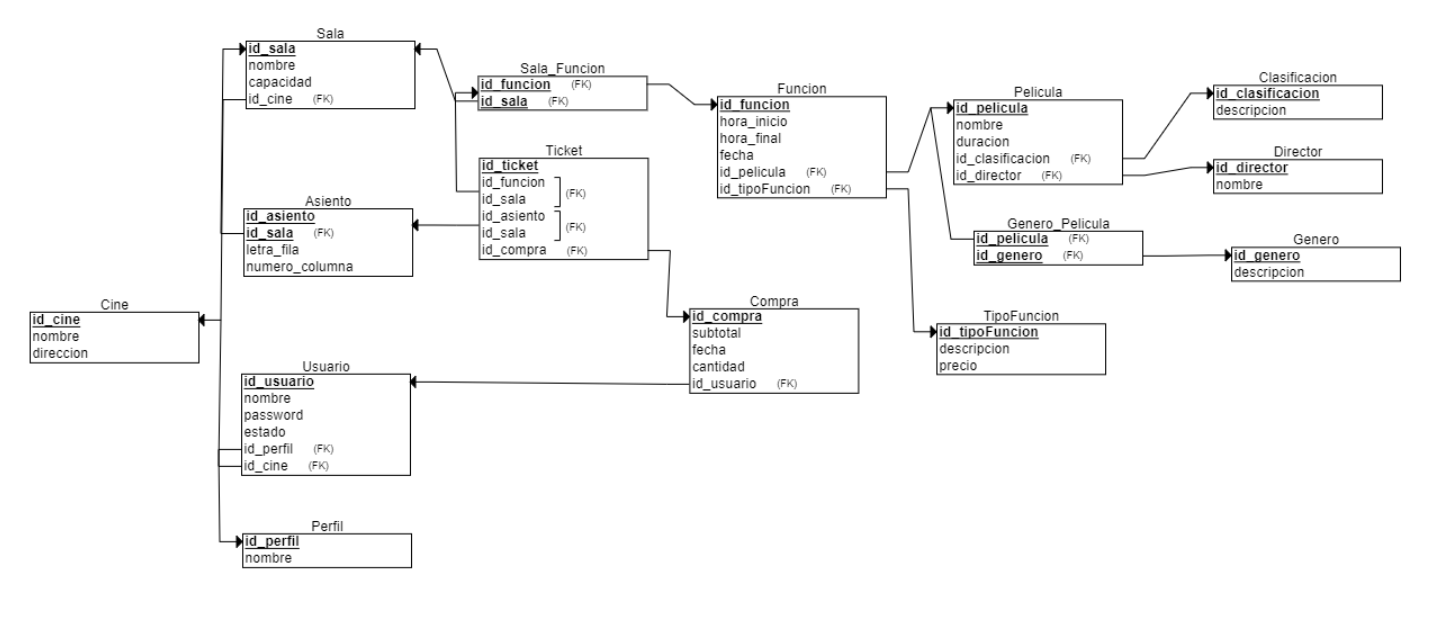 Sala
id_sala
nombre
capacidad
id_cine (FK)
Sala_Funcion
id_funcion (FK)
id_sala (FK)
Funcion
id_funcion
hora_inicio
hora_final
fecha
id_pelicula (FK)
id_tipoFuncion (FK)
Pelicula
id_pelicula
nombre
duracion
id_clasificacion (FK)
id_director (FK)
Clasificacion
id_clasificacion
descripcion
Director
id_director
nombre
Ticket
id_ticket
id_funcion
id_sala
(FK)
id_asiento
id_sala
(FK)
id_compra (FK)
Asiento
id_asiento
id_sala (FK)
letra_fila
numero_columna
Genero_Pelicula
id_pelicula (FK)
id_genero (FK)
Genero
id_genero
descripcion
Cine
id_cine
nombre
direccion
Compra
id_compra
subtotal
fecha
cantidad
id_usuario (FK)
TipoFuncion
id_tipoFuncion
descripcion
precio
Usuario
id_usuario
nombre
password
estado
id_perfil (FK)
id_cine (FK)
Perfil
id_perfil
nombre